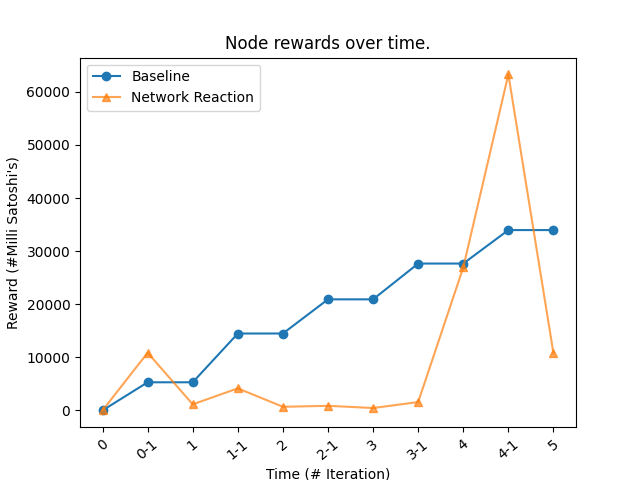 Node rewards over time.
Baseline
Network Reaction
Reward (#Milli Satoshi's)
60000
50000
40000
30000
20000
10000
0
0 0-1 1 1-1 2 2-1 3 3-1 4 4-1 5
Time (# Iteration)